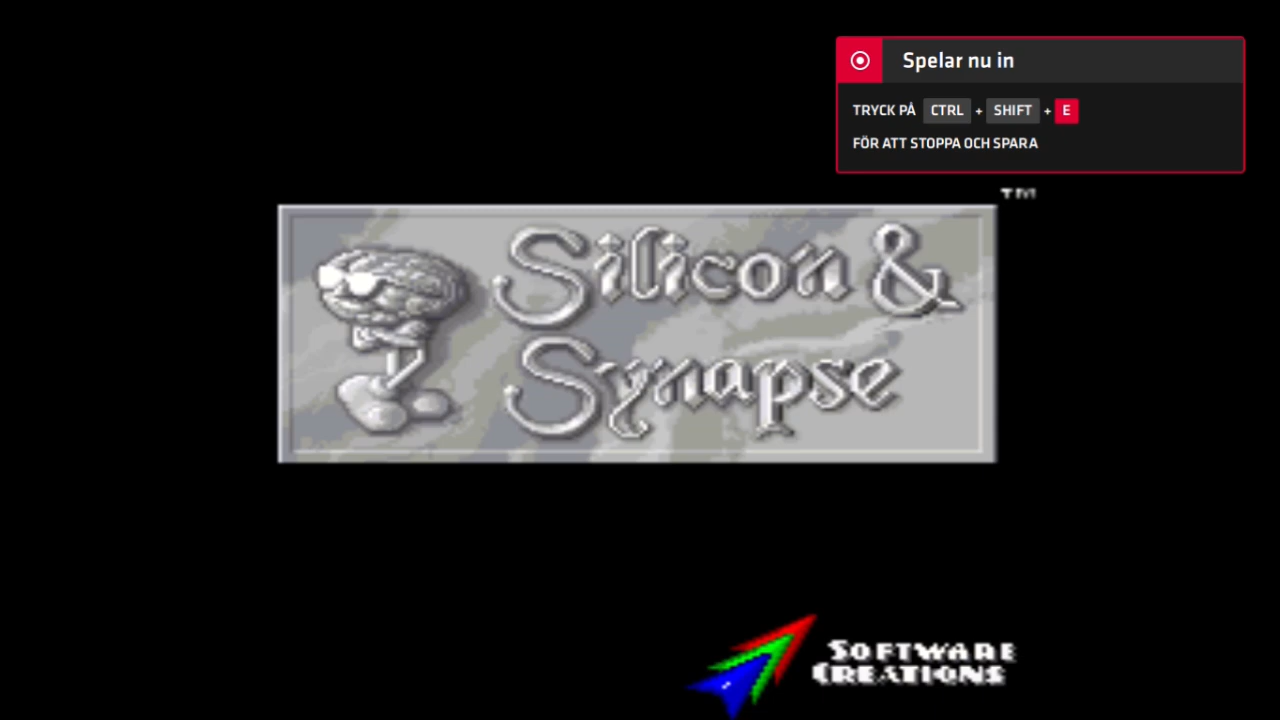 Spelar nu in
TRYCK PÅ CTRL + SHIFT + E
FÖR ATT STOPPA OCH SPARA
TM
Silicon &
Synapse
SOFTWARE
CREATIONS